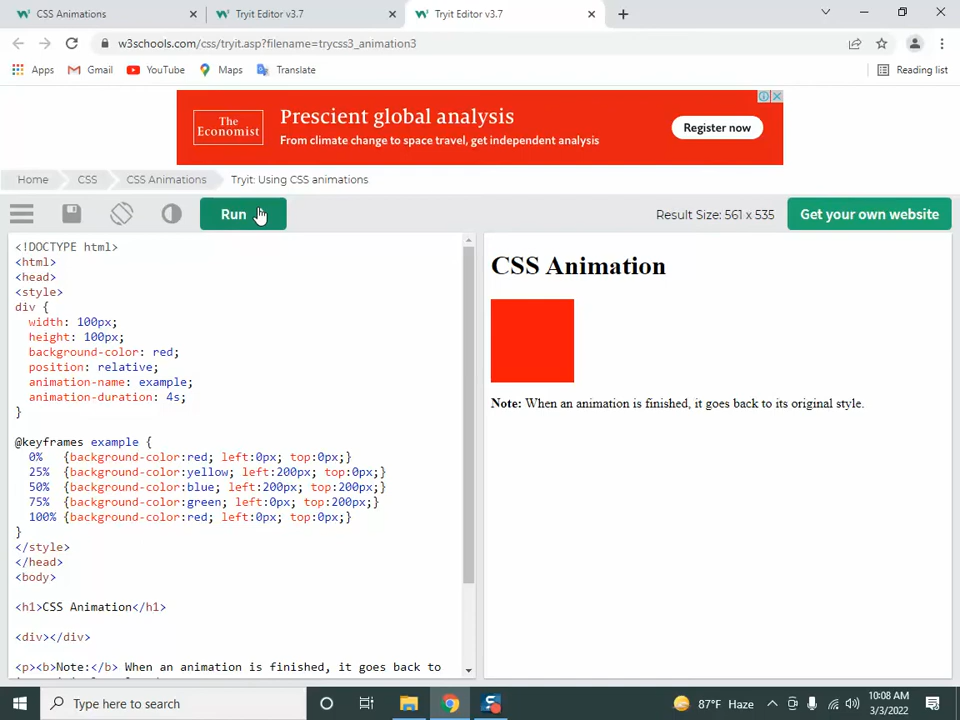 CSS Animations
Tryit Editor v3.7
Tryit Editor v3.7
w3schools.com/css/tryit.asp?filename=trycss3_animation3
Apps
Gmail
YouTube
Maps
Translate
Reading list
The
Economist
Prescient global analysis
From climate change to space travel, get independent analysis
Register now
Home
CSS
CSS Animations
Tryit: Using CSS animations
Run
Result Size: 561 x 535
Get your own website
<!DOCTYPE html>
<html>
<head>
<style>
div {
  width: 100px;
  height: 100px;
  background-color: red;
  position: relative;
  animation-name: example;
  animation-duration: 4s;
}
@keyframes example {
  0%   {background-color:red; left:0px; top:0px;}
  25%  {background-color:yellow; left:200px; top:0px;}
  50%  {background-color:blue; left:200px; top:200px;}
  75%  {background-color:green; left:0px; top:200px;}
  100% {background-color:red; left:0px; top:0px;}
}
</style>
</head>
<body>
<h1>CSS Animation</h1>
<div></div>
<p><b>Note:</b> When an animation is finished, it goes back to
CSS Animation
Note: When an animation is finished, it goes back to its original style.
Type here to search
87°F Haze
10:08 AM
3/3/2022